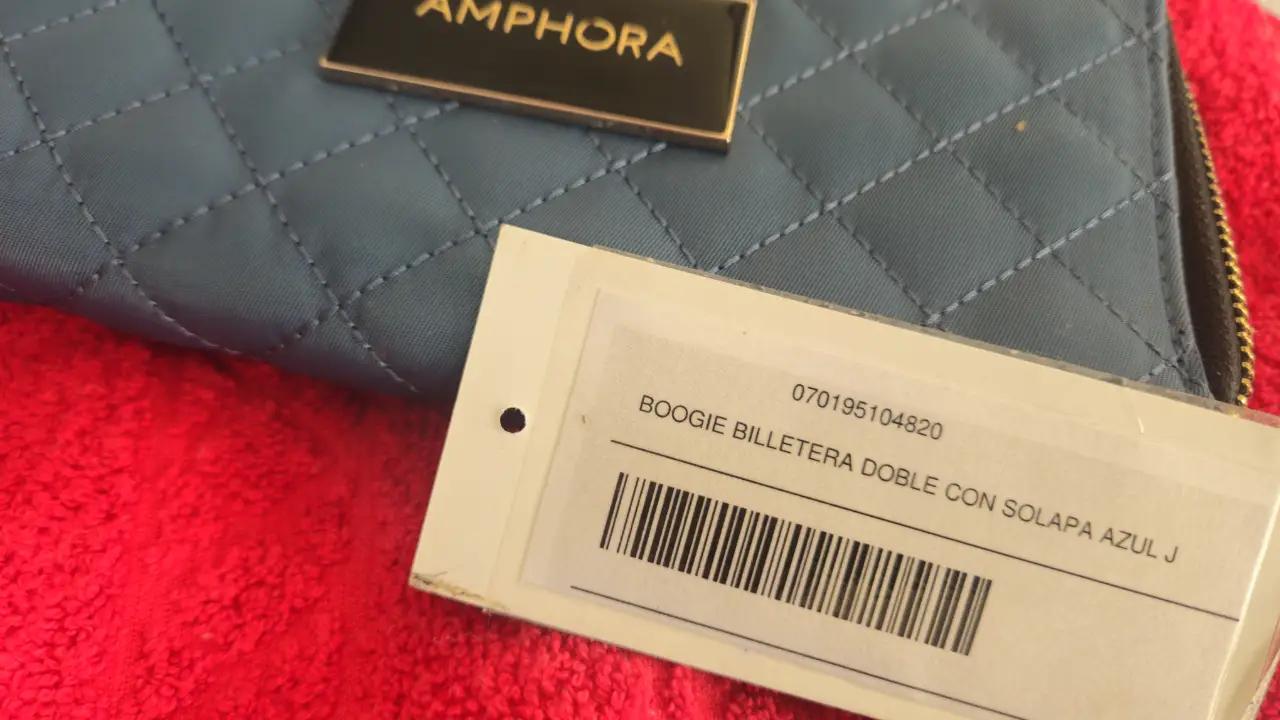 AMPHORA
070195104820
BOOGIE BILLETERA DOBLE CON SOLAPA AZUL J